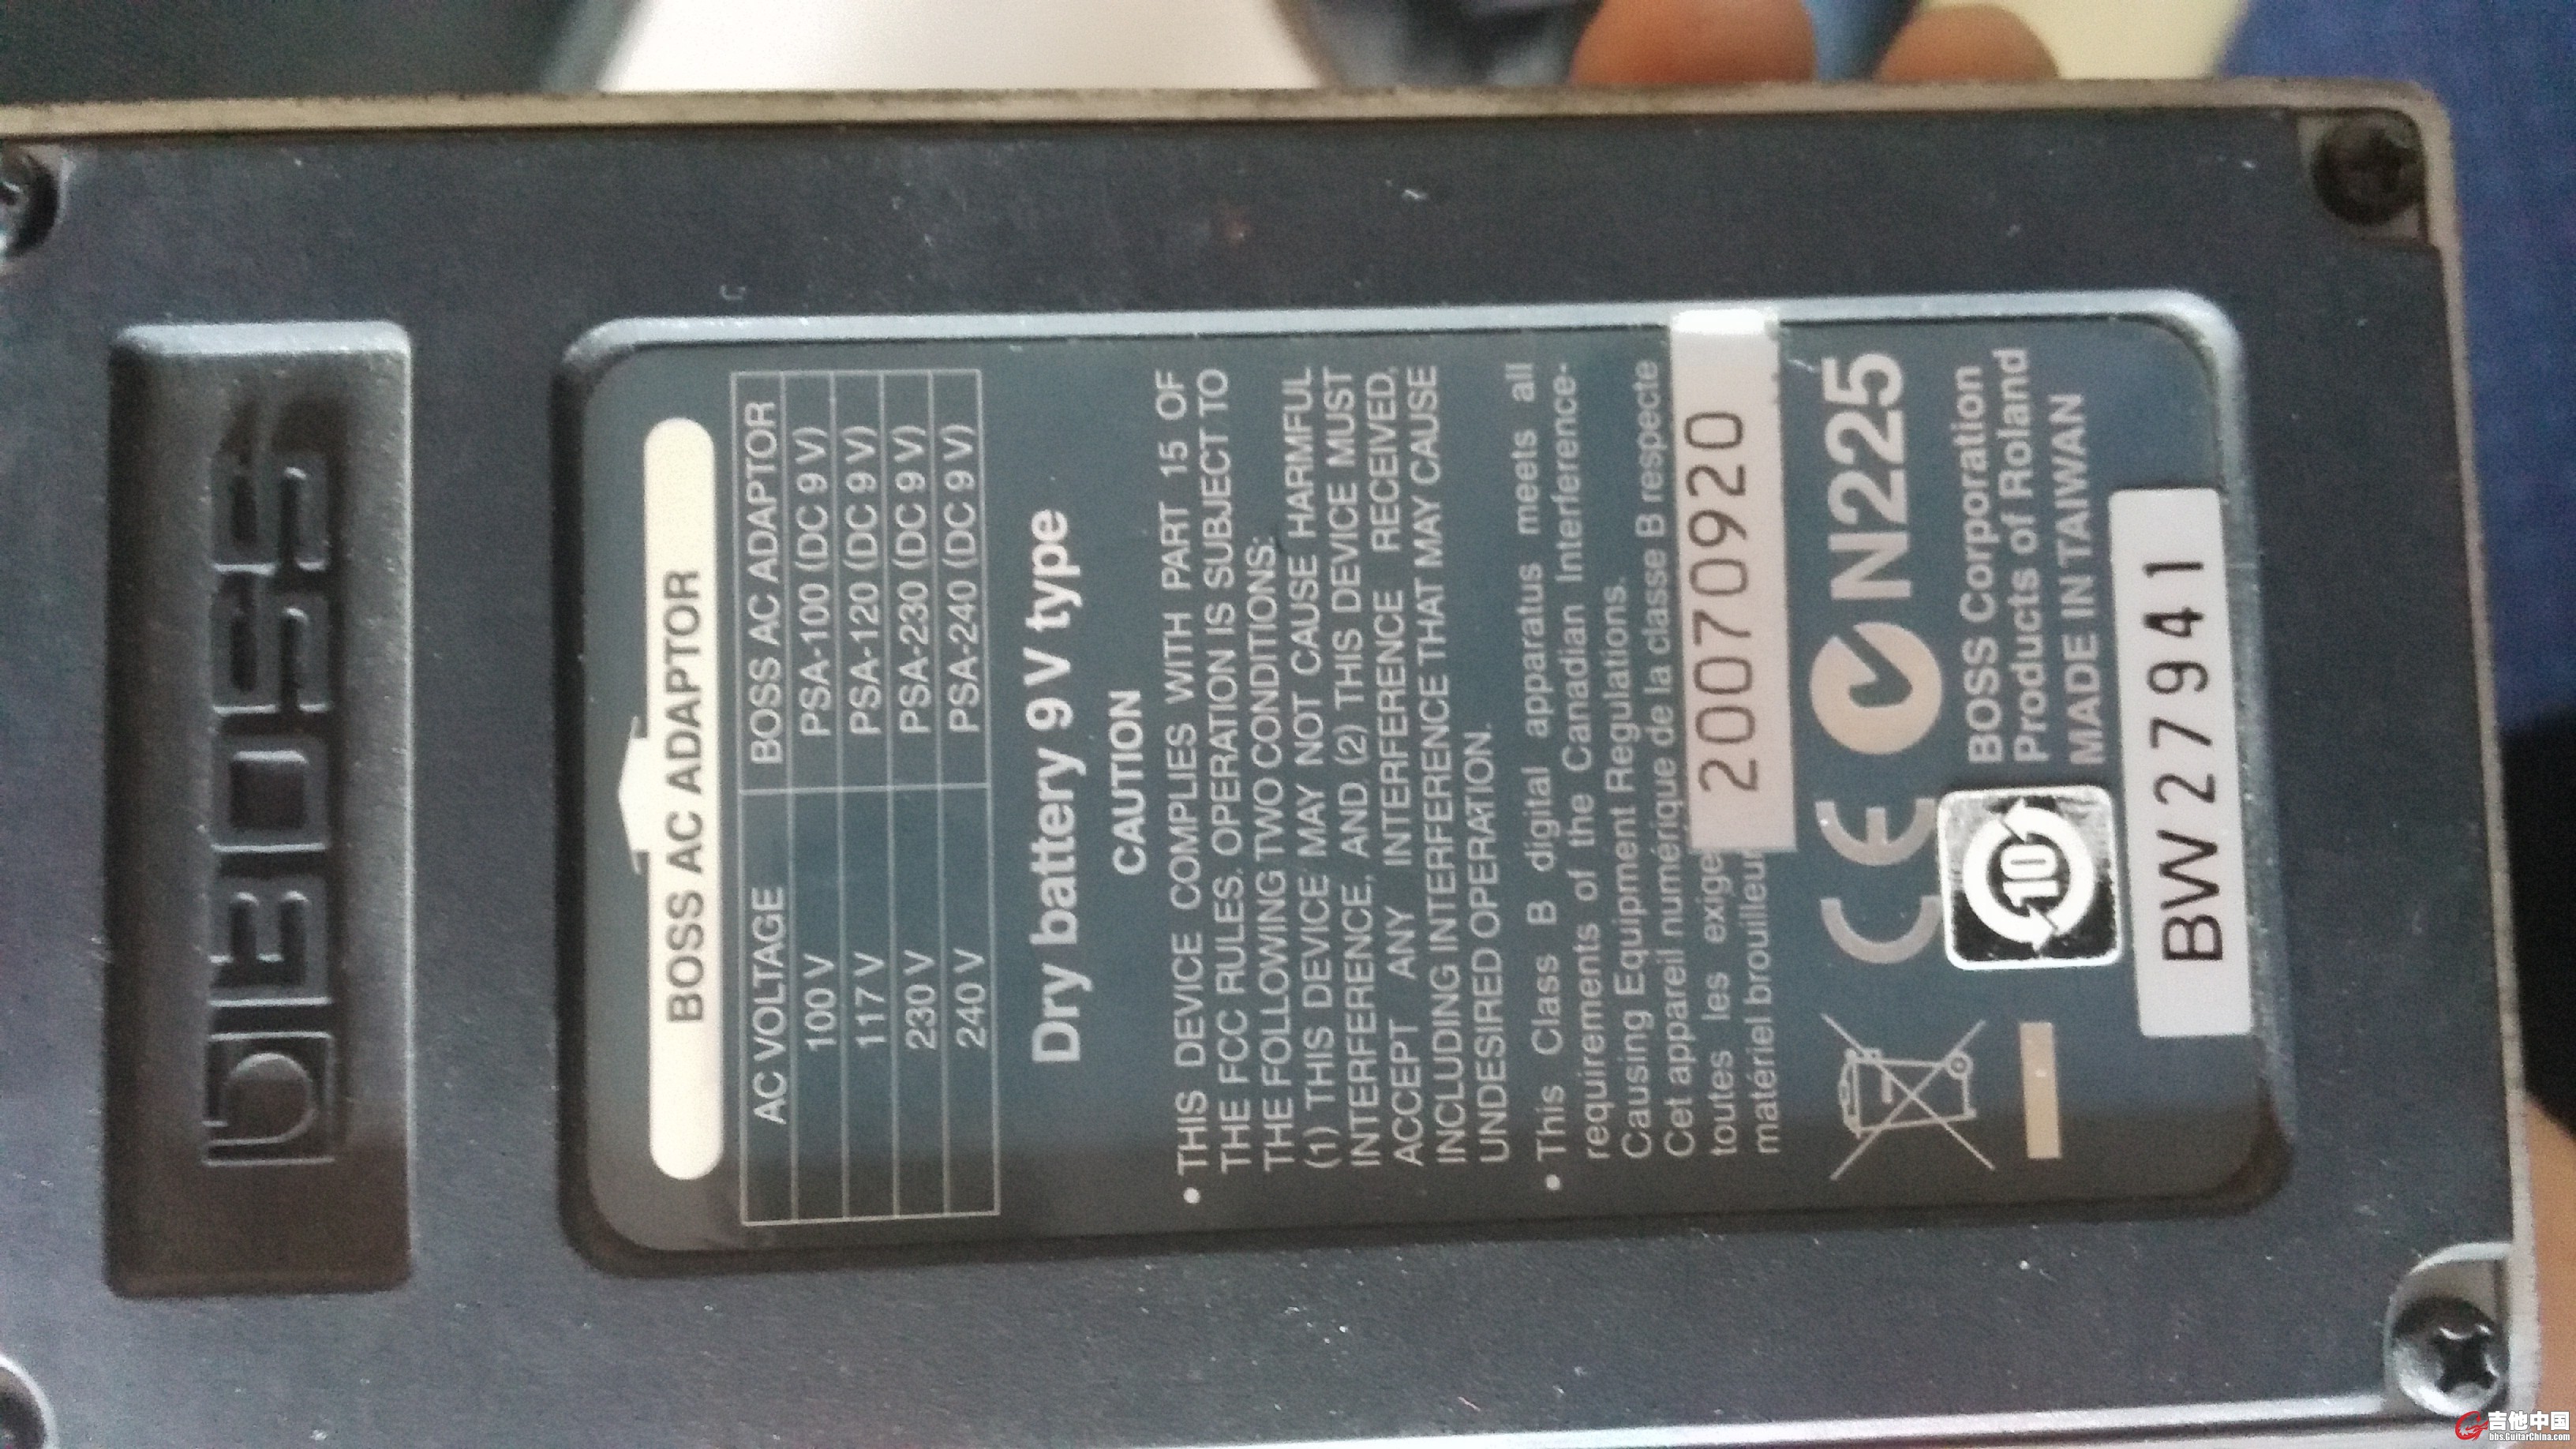 BOSS
BOSS AC ADAPTOR
AC VOLTAGE BOSS AC ADAPTOR
100 V PSA-100 (DC 9 V)
117 V PSA-120 (DC 9 V)
230 V PSA-230 (DC 9 V)
240 V PSA-240 (DC 9 V)
Dry battery 9 V type
CAUTION
• THIS DEVICE COMPLIES WITH PART 15 OF
THE FCC RULES. OPERATION IS SUBJECT TO
THE FOLLOWING TWO CONDITIONS:
(1) THIS DEVICE MAY NOT CAUSE HARMFUL
INTERFERENCE, AND (2) THIS DEVICE MUST
ACCEPT ANY INTERFERENCE RECEIVED,
INCLUDING INTERFERENCE THAT MAY CAUSE
UNDESIRED OPERATION.
• This Class B digital apparatus meets all
requirements of the Canadian Interference-
Causing Equipment Regulations.
Cet appareil numérique de la classe B respecte
toutes les exige
matériel brouilleur
20070920
CE N225
10
BOSS Corporation
Products of Roland
MADE IN TAIWAN
BW27941
吉他中国
bbs.GuitarChina.com